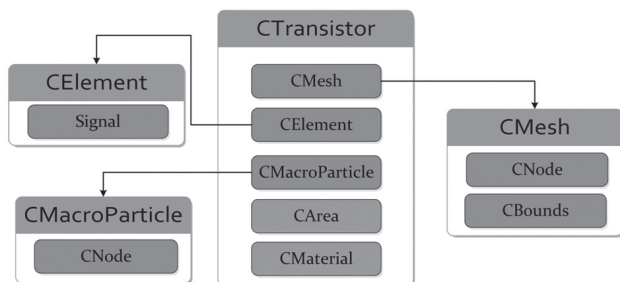 CTransistor
CMesh
CElement
CMacroParticle
CArea
CMaterial
CElement
Signal
CMacroParticle
CNode
CMesh
CNode
CBounds